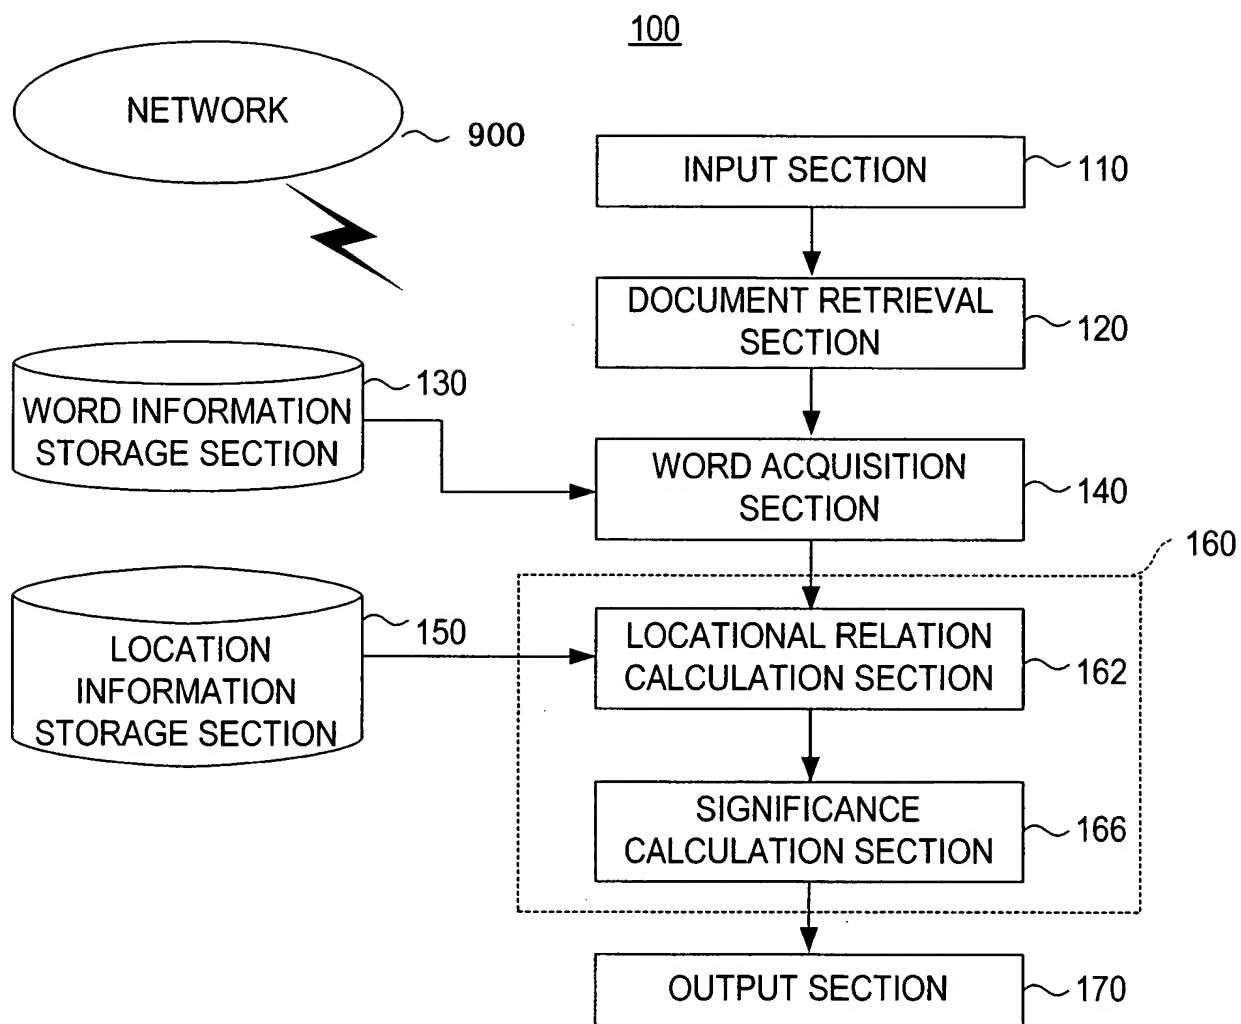 100
NETWORK
900
INPUT SECTION
110
DOCUMENT RETRIEVAL
SECTION
120
130
WORD INFORMATION
STORAGE SECTION
WORD ACQUISITION
SECTION
140
160
150
LOCATION
INFORMATION
STORAGE SECTION
LOCATIONAL RELATION
CALCULATION SECTION
162
SIGNIFICANCE
CALCULATION SECTION
166
OUTPUT SECTION
170